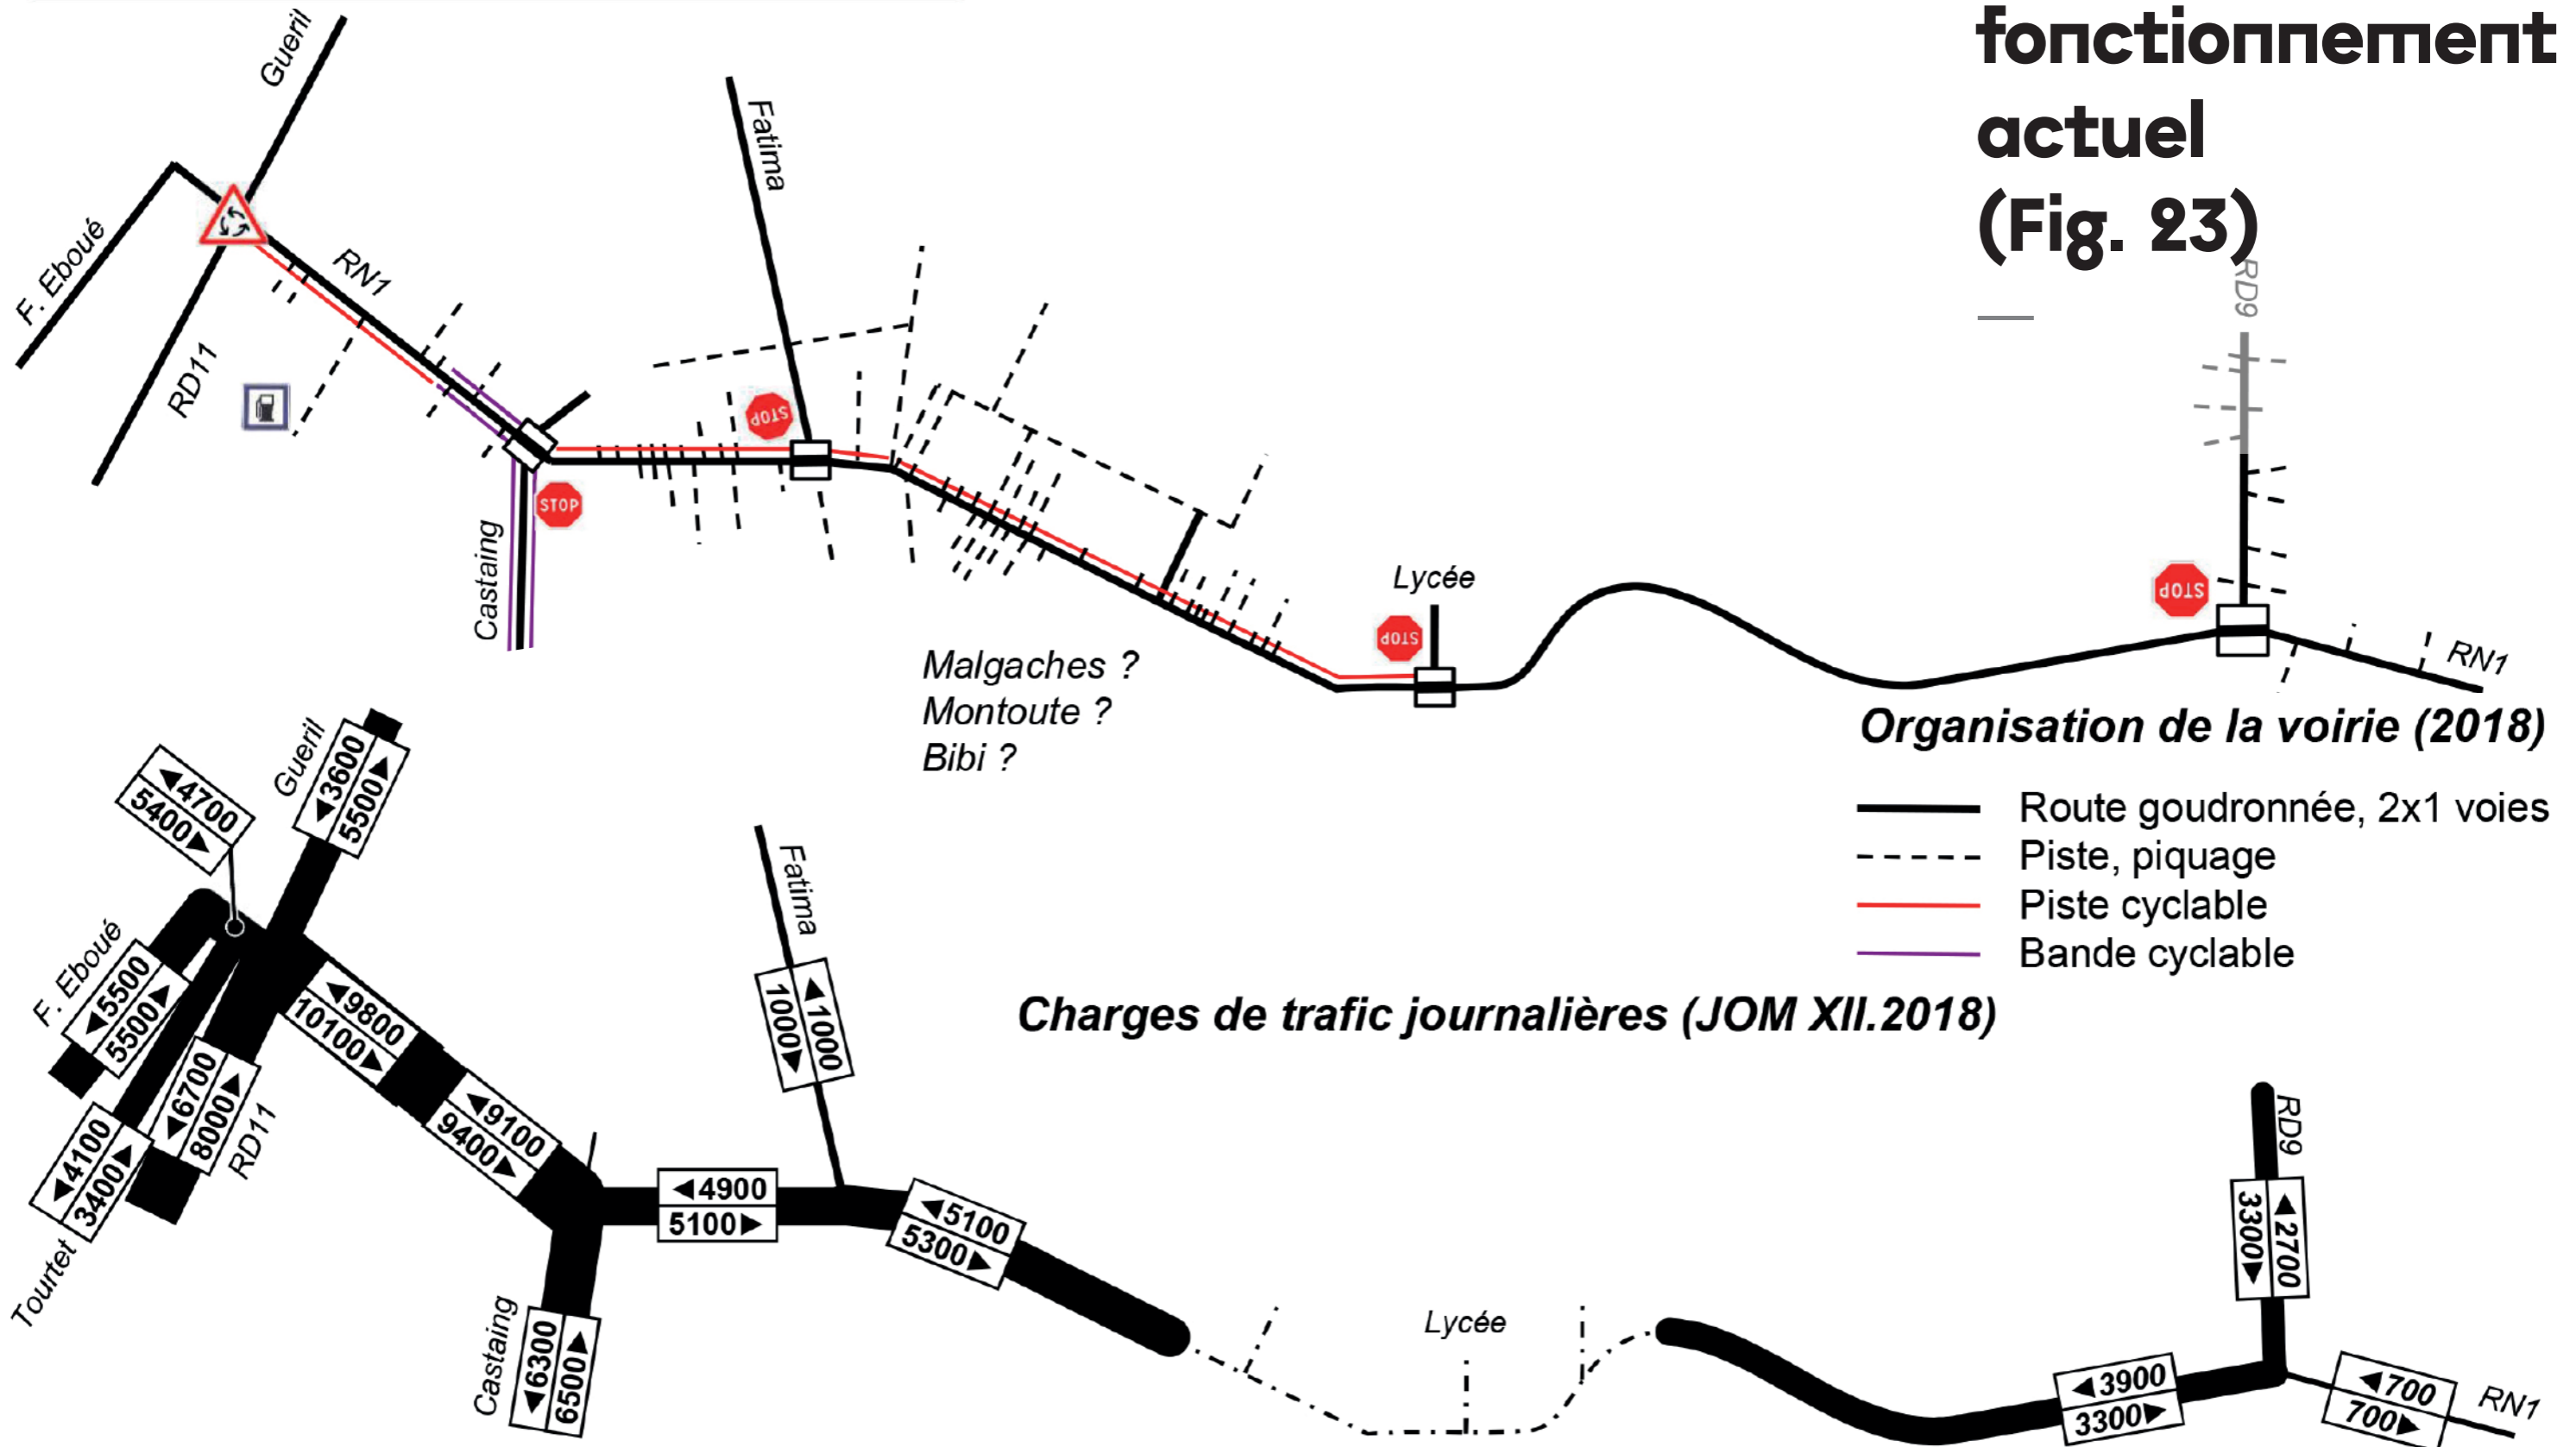 fonctionnement
actuel
(Fig. 23)
Gueril
F. Eboué
RD11
RN1
Fatima
STOP
STOP
Castaing
Malgaches ?
Montoute ?
Bibi ?
Lycée
STOP
RD9
STOP
RN1
Organisation de la voirie (2018)
Route goudronnée, 2x1 voies
Piste, piquage
Piste cyclable
Bande cyclable
Charges de trafic journalières (JOM XII.2018)
Gueril
◄3600
5500►
◄4700
5400►
F. Eboué
◄5500
5500►
◄4100
3400►
Tourtet
◄6700
8000►
RD11
◄9800
10100►
◄9100
9400►
Fatima
1000►
◄1000
◄4900
5100►
◄5100
5300►
Castaing
◄6300
6500►
Lycée
RD9
3300►
◄2700
◄3900
3300►
◄700
700►
RN1